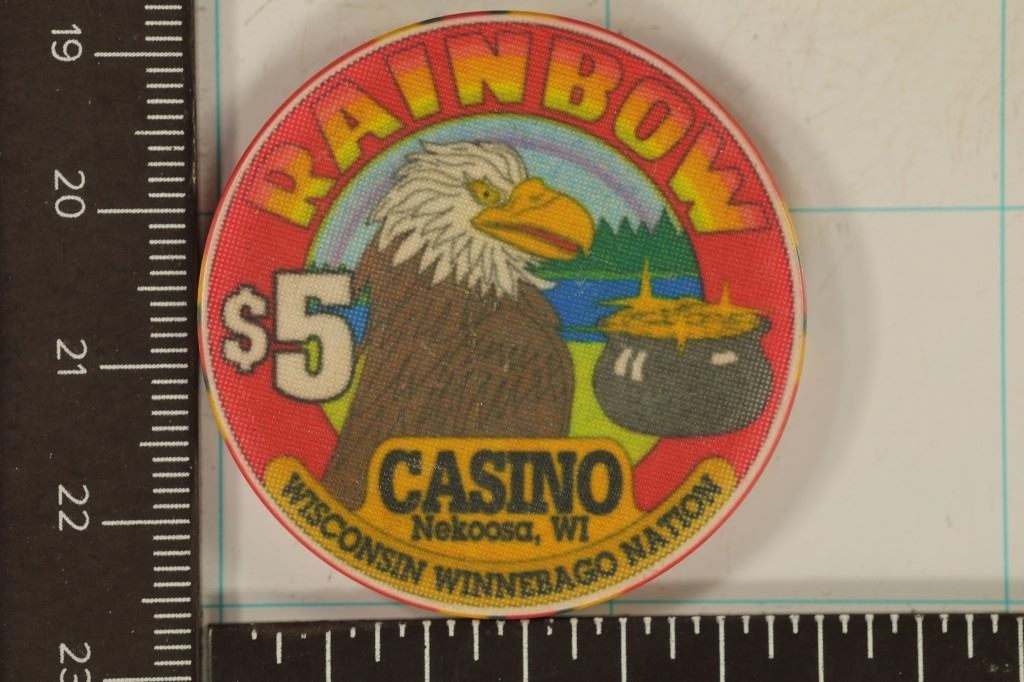 RAINBOW
$5
CASINO
Nekoosa, WI
WISCONSIN WINNEBAGO NATION
19
20
21
22
23